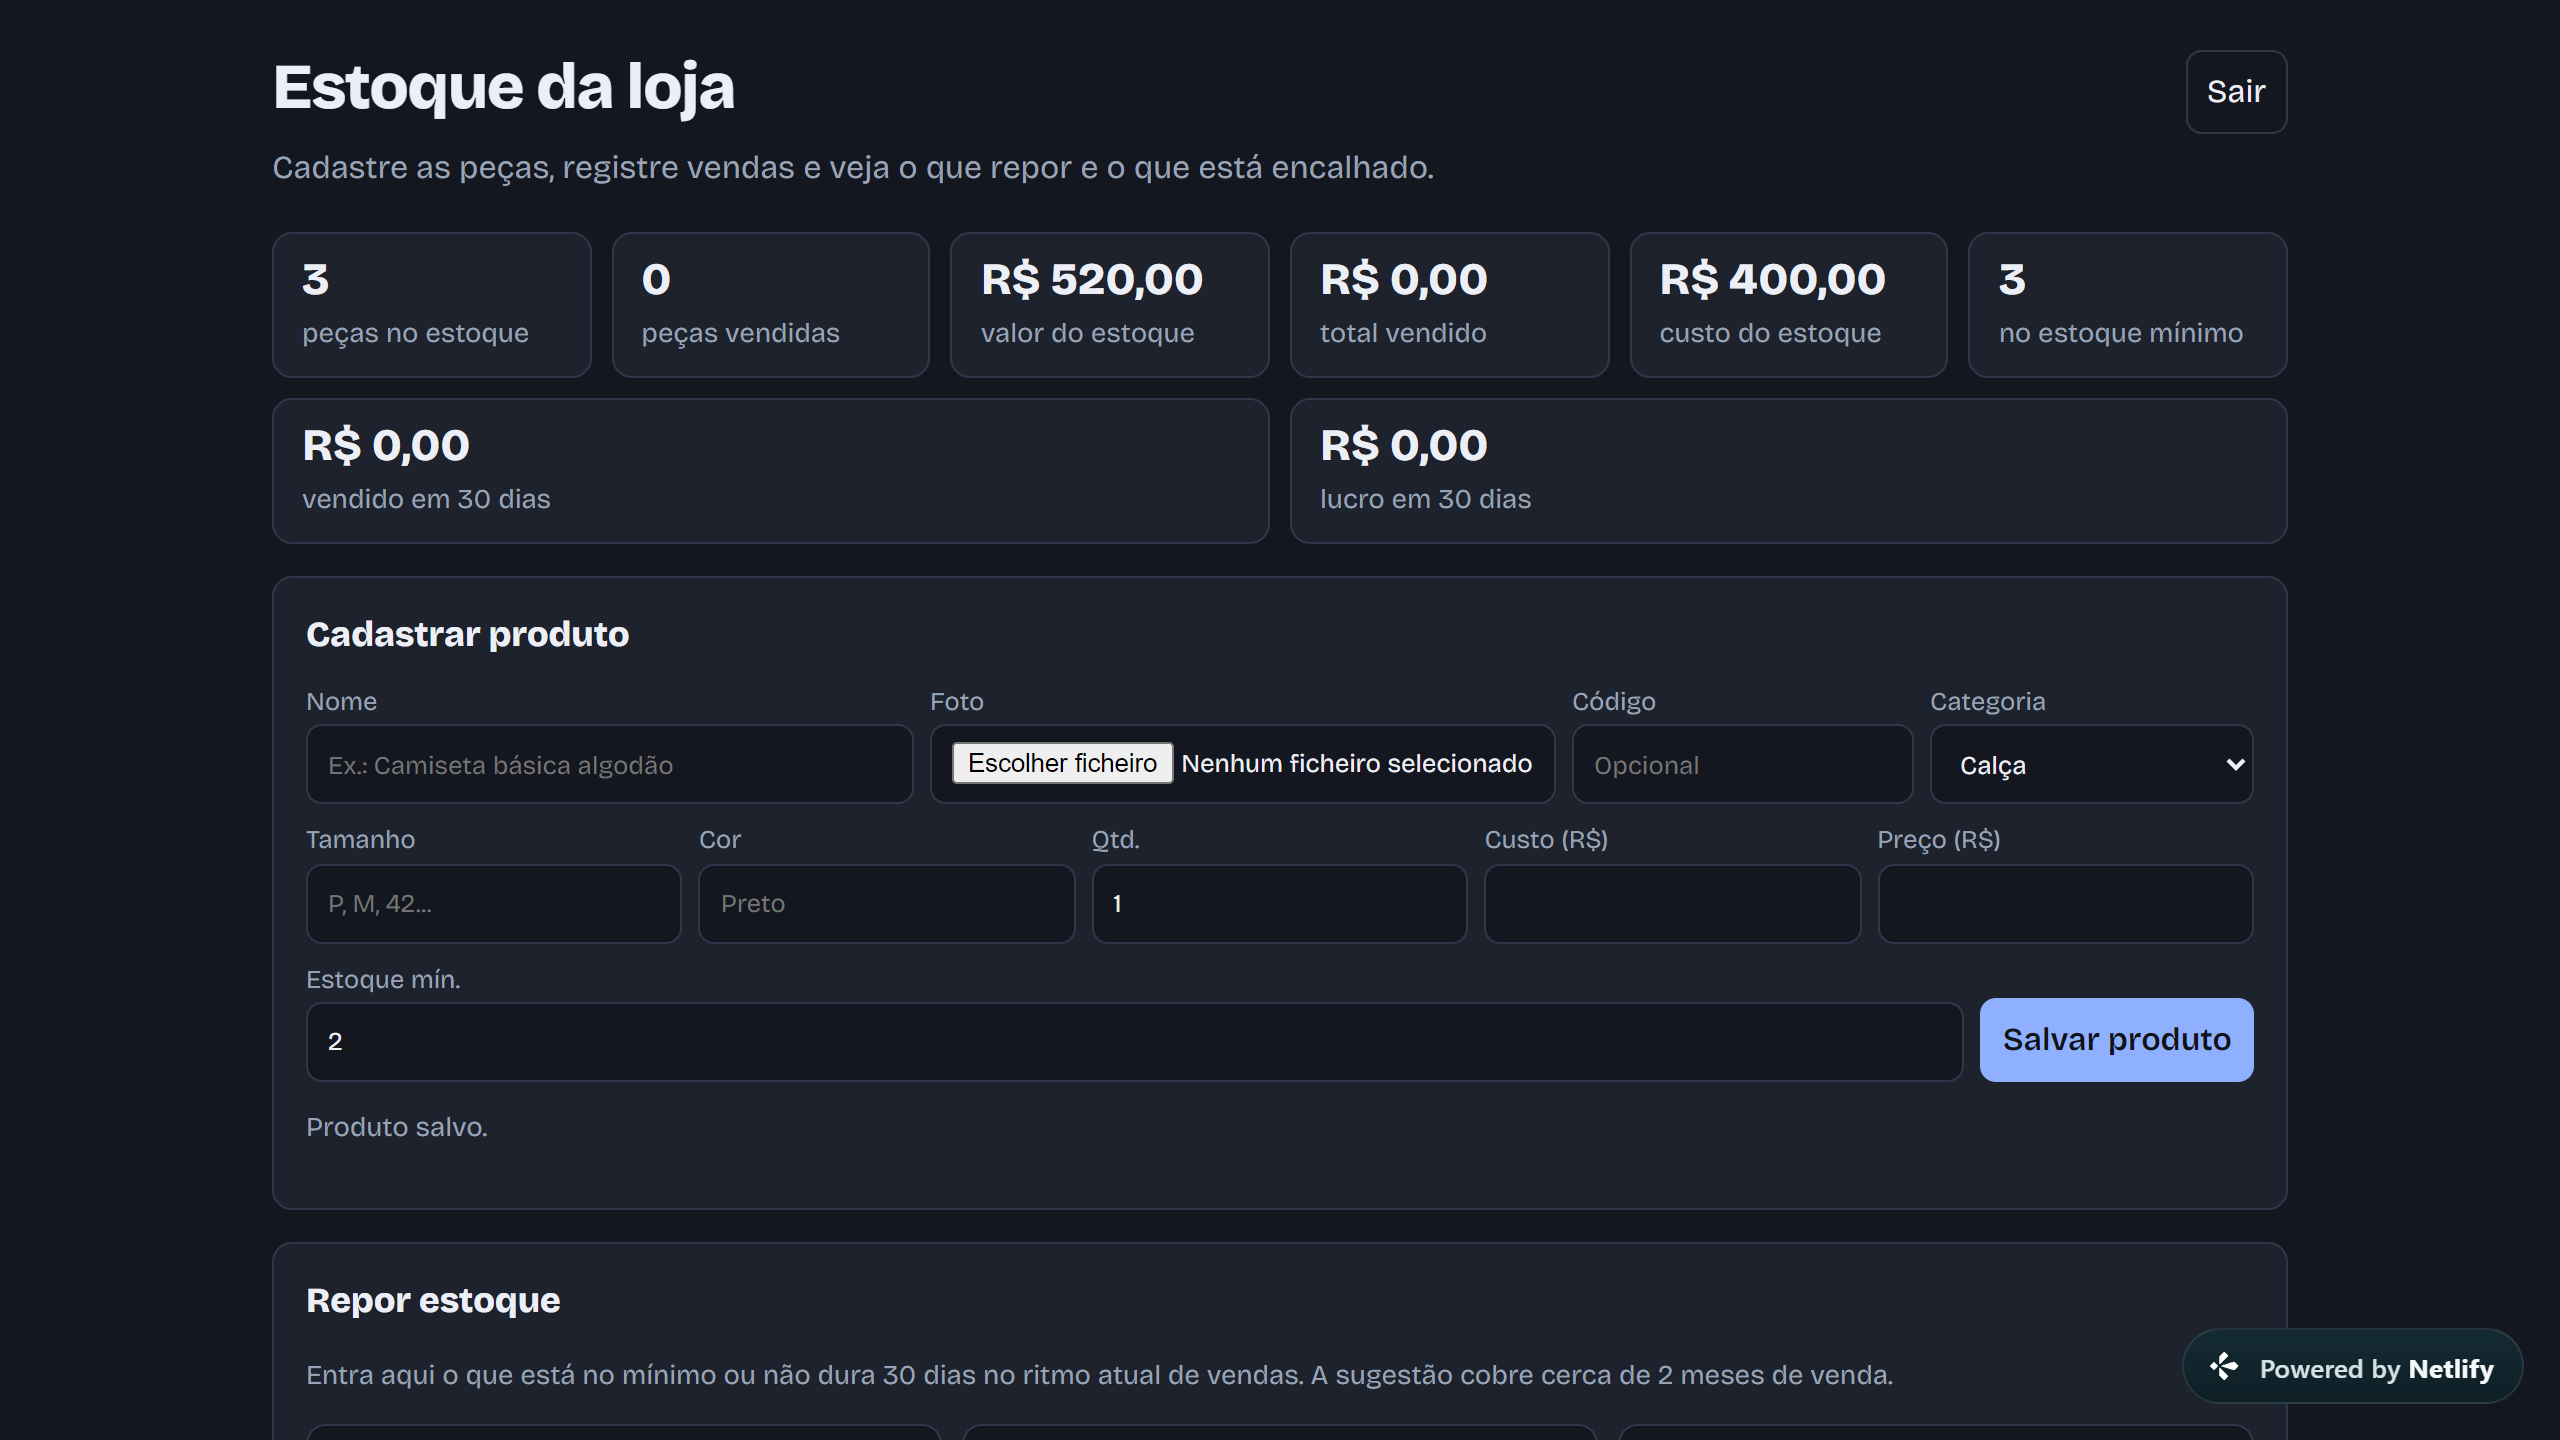 Estoque da loja
Sair
Cadastre as peças, registre vendas e veja o que repor e o que está encalhado.
3
peças no estoque
0
peças vendidas
R$ 520,00
valor do estoque
R$ 0,00
total vendido
R$ 400,00
custo do estoque
3
no estoque mínimo
R$ 0,00
vendido em 30 dias
R$ 0,00
lucro em 30 dias
Cadastrar produto
Nome
Ex.: Camiseta básica algodão
Foto
Escolher ficheiro Nenhum ficheiro selecionado
Código
Opcional
Categoria
Calça
Tamanho
P, M, 42...
Cor
Preto
Qtd.
1
Custo (R$)
Preço (R$)
Estoque mín.
2
Salvar produto
Produto salvo.
Repor estoque
Entra aqui o que está no mínimo ou não dura 30 dias no ritmo atual de vendas. A sugestão cobre cerca de 2 meses de venda.
Powered by Netlify